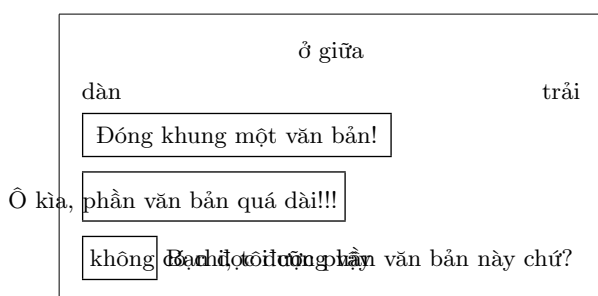 ở giữa
dàn trải
Đóng khung một văn bản!
Ô kìa, phần văn bản quá dài!!!
không Bạn văn bản này chứ?